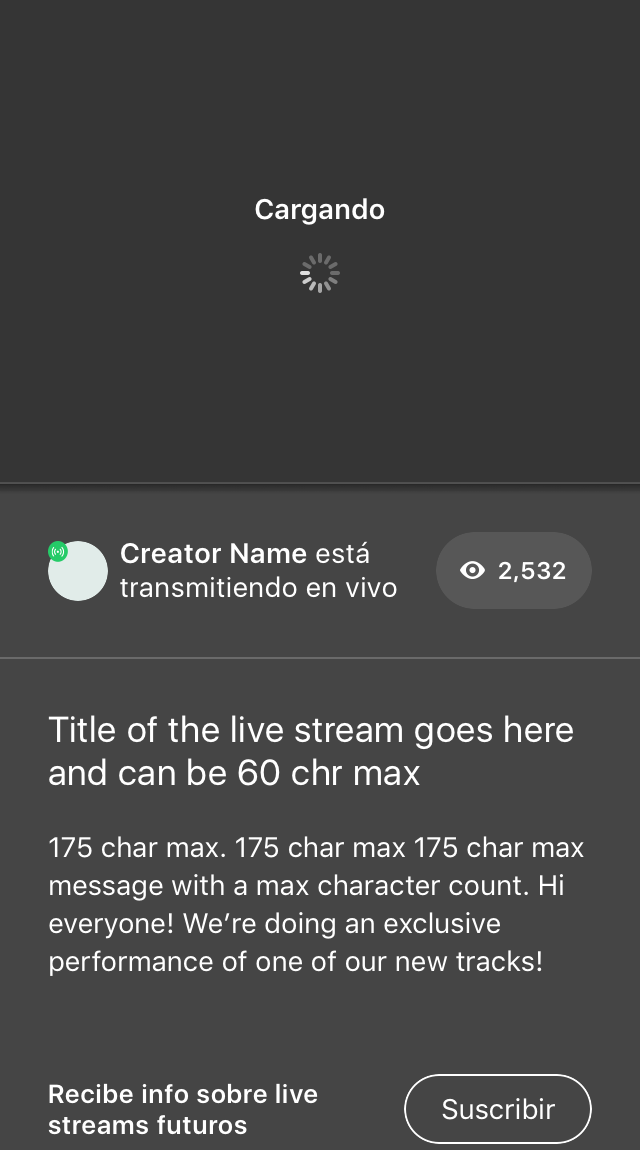 Cargando
Creator Name está
transmitiendo en vivo
2,532
Title of the live stream goes here
and can be 60 chr max
175 char max. 175 char max 175 char max
message with a max character count. Hi
everyone! We’re doing an exclusive
performance of one of our new tracks!
Recibe info sobre live
streams futuros
Suscribir